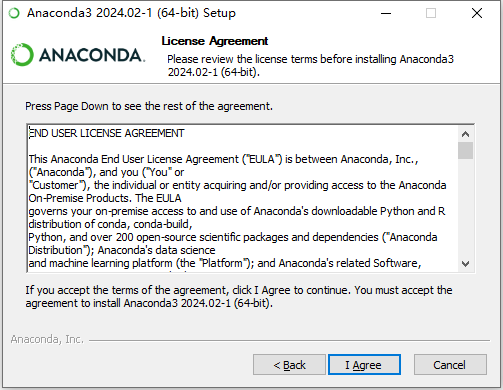 Anaconda3 2024.02-1 (64-bit) Setup
ANACONDA.
License Agreement
Please review the license terms before installing Anaconda3
2024.02-1 (64-bit).
Press Page Down to see the rest of the agreement.
END USER LICENSE AGREEMENT
This Anaconda End User License Agreement ("EULA") is between Anaconda, Inc.,
("Anaconda"), and you ("You" or
"Customer"), the individual or entity acquiring and/or providing access to the Anaconda
On-Premise Products. The EULA
governs your on-premise access to and use of Anaconda's downloadable Python and R
distribution of conda, conda-build,
Python, and over 200 open-source scientific packages and dependencies ("Anaconda
Distribution"); Anaconda's data science
and machine learning platform (the "Platform"); and Anaconda's related Software,
If you accept the terms of the agreement, click I Agree to continue. You must accept the
agreement to install Anaconda3 2024.02-1 (64-bit).
Anaconda, Inc.
< Back
I Agree
Cancel